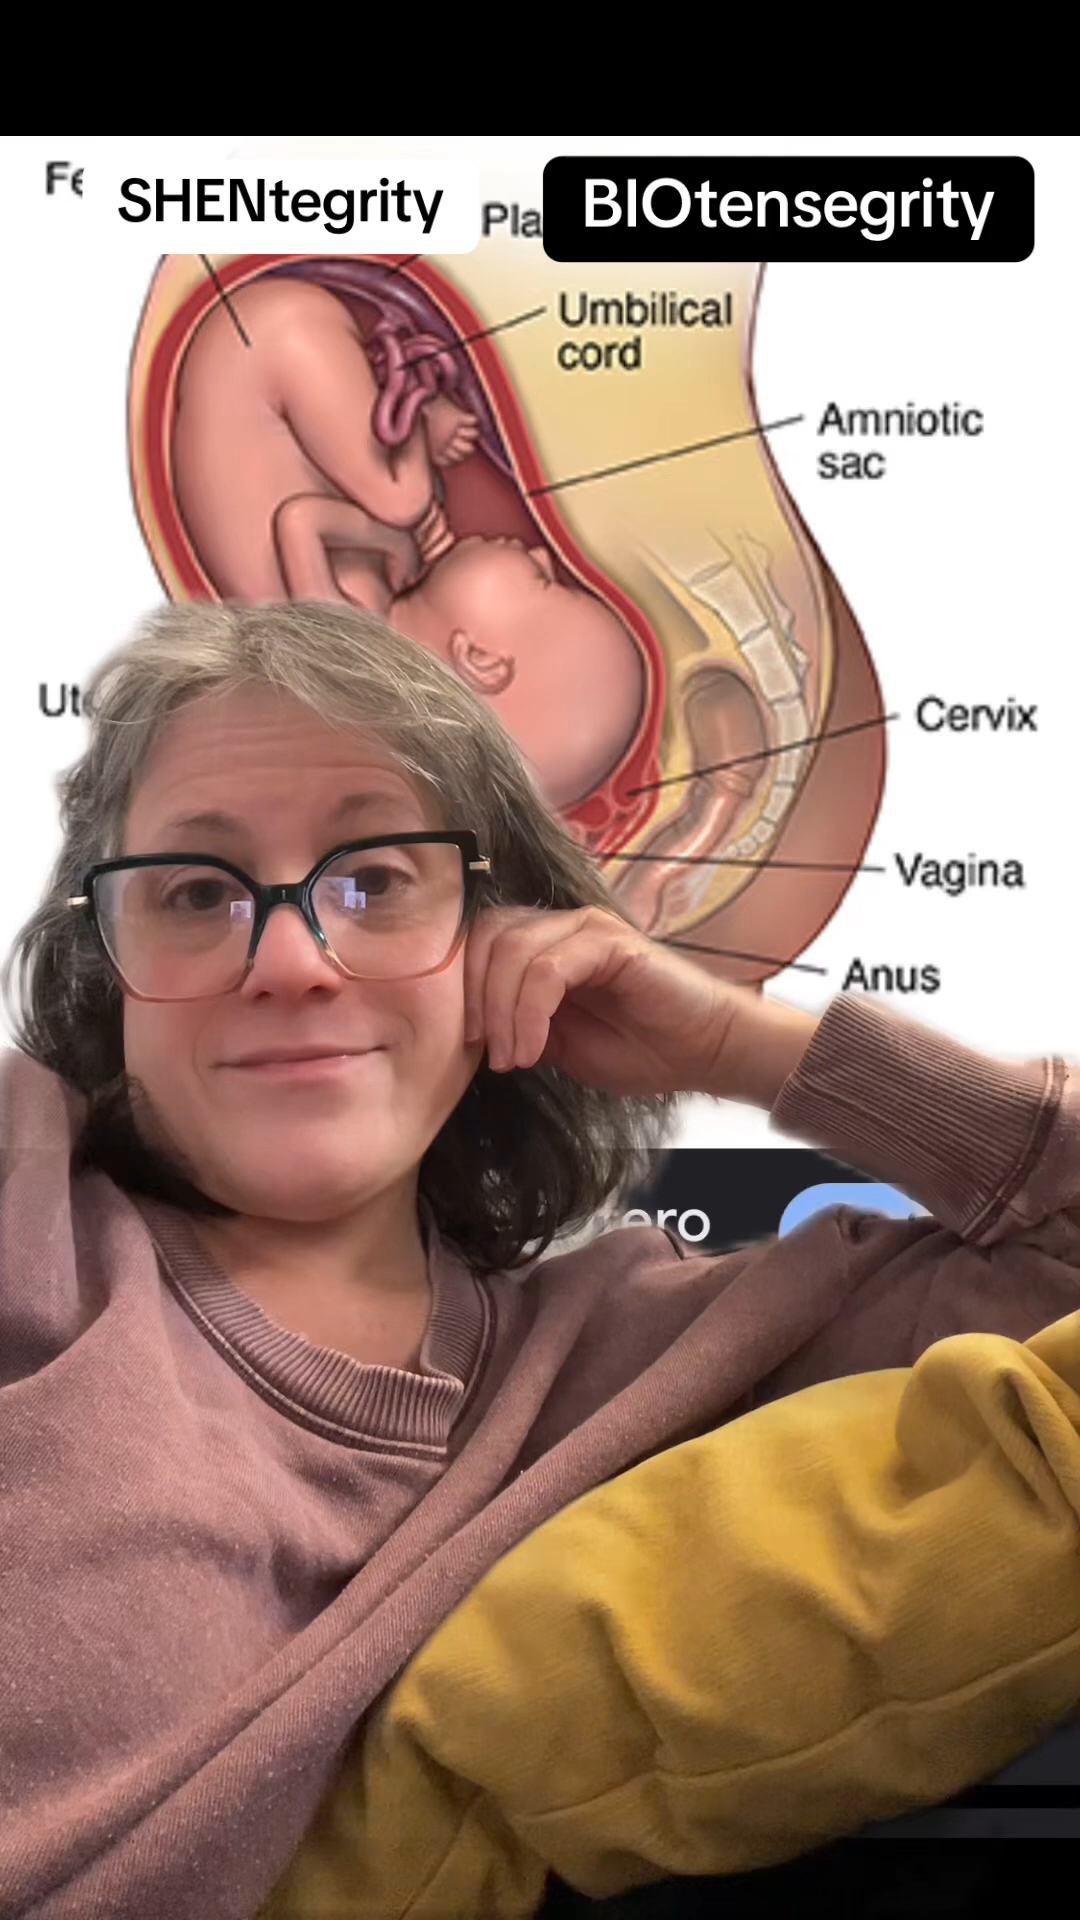 SHENtegrity
BIOtensegrity
Umbilical
cord
Amniotic
sac
Cervix
Vagina
Anus